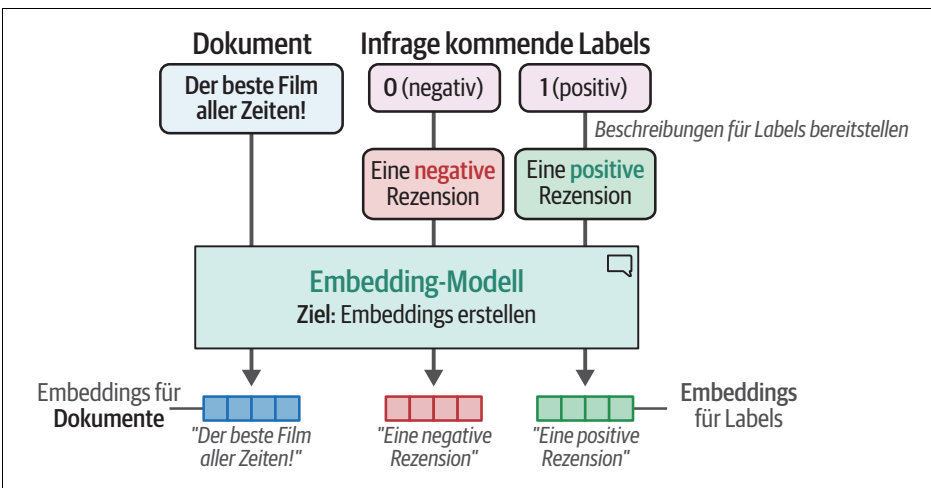 Dokument
Infrage kommende Labels
Der beste Film
aller Zeiten!
0 (negativ)
1 (positiv)
Beschreibungen für Labels bereitstellen
Eine negative
Rezension
Eine positive
Rezension
Embedding-Modell
Ziel: Embeddings erstellen
Embeddings für
Dokumente
"Der beste Film
aller Zeiten!"
"Eine negative
Rezension"
"Eine positive
Rezension"
Embeddings
für Labels